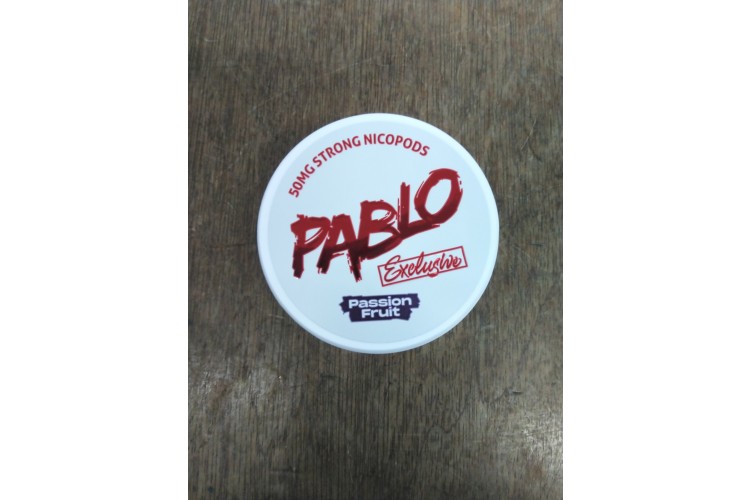 50MG STRONG NICOPODS
PABLO
Exclusive
Passion
Fruit